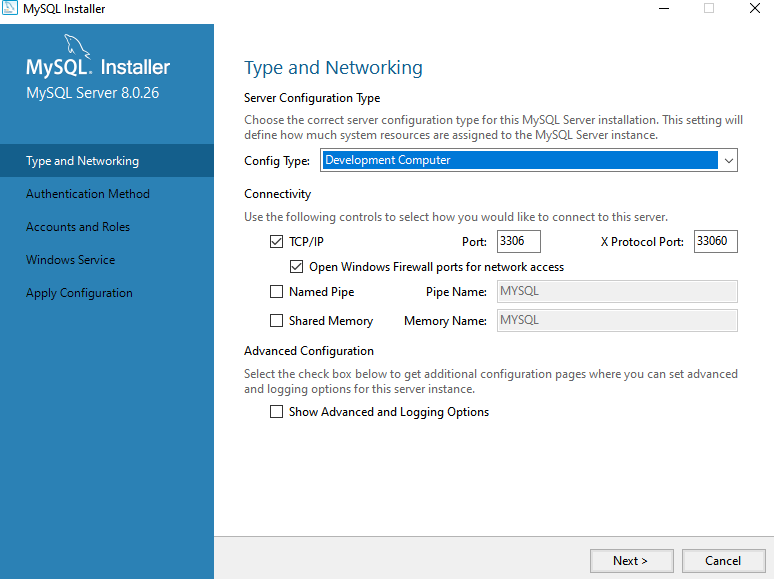 MySQL Installer
MySQL. Installer
MySQL Server 8.0.26
Type and Networking
Authentication Method
Accounts and Roles
Windows Service
Apply Configuration
Type and Networking
Server Configuration Type
Choose the correct server configuration type for this MySQL Server installation. This setting will
define how much system resources are assigned to the MySQL Server instance.
Config Type: Development Computer
Connectivity
Use the following controls to select how you would like to connect to this server.
TCP/IP Port: 3306 X Protocol Port: 33060
Open Windows Firewall ports for network access
Named Pipe Pipe Name: MYSQL
Shared Memory Memory Name: MYSQL
Advanced Configuration
Select the check box below to get additional configuration pages where you can set advanced
and logging options for this server instance.
Show Advanced and Logging Options
Next > Cancel